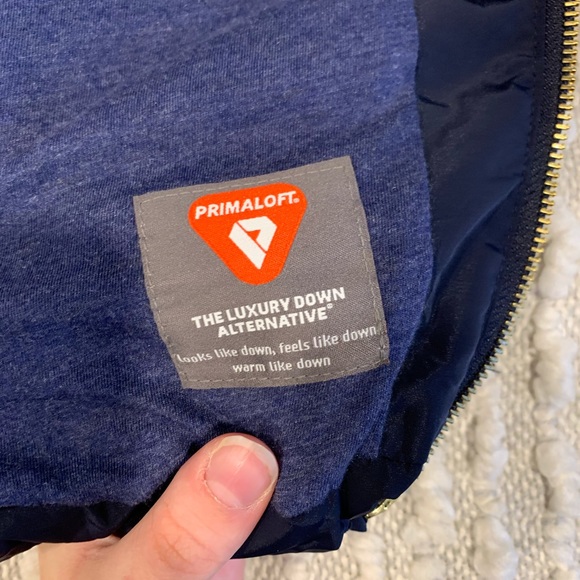 PRIMALOFT®
THE LUXURY DOWN
ALTERNATIVE®
looks like down, feels like down
warm like down